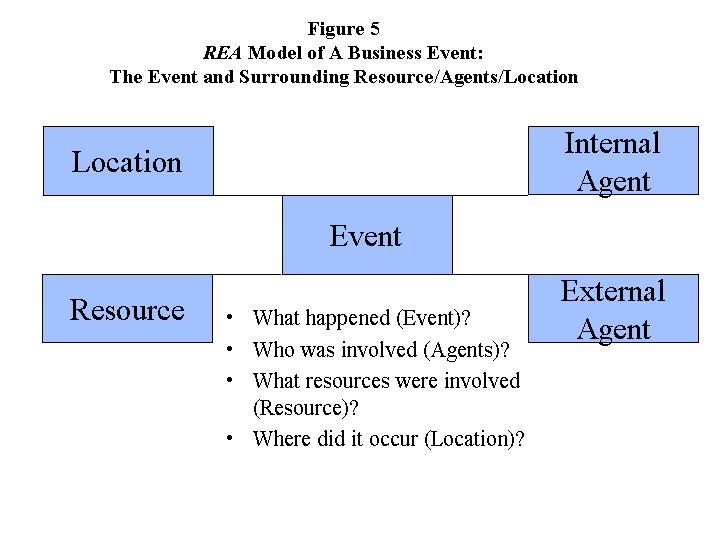 Figure 5
REA Model of A Business Event:
The Event and Surrounding Resource/Agents/Location
Location
Internal
Agent
Event
Resource
External
Agent
• What happened (Event)?
• Who was involved (Agents)?
• What resources were involved
(Resource)?
• Where did it occur (Location)?